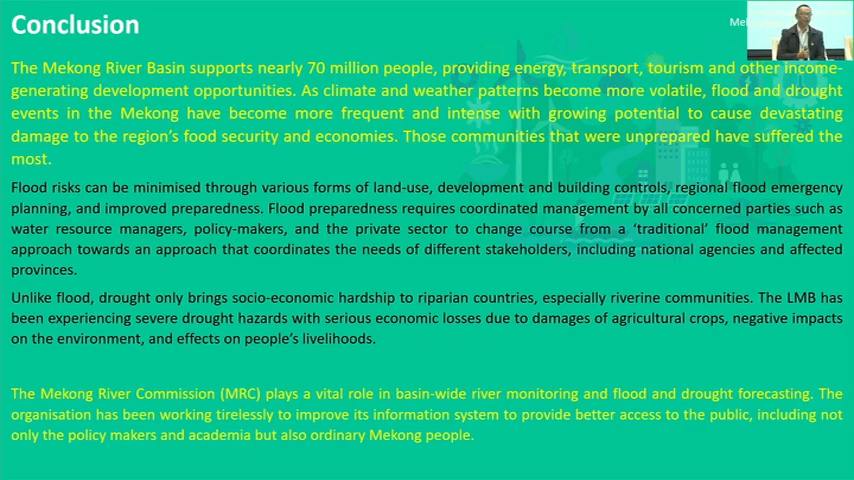 Conclusion
Mek
The Mekong River Basin supports nearly 70 million people, providing energy, transport, tourism and other income-
generating development opportunities. As climate and weather patterns become more volatile, flood and drought
events in the Mekong have become more frequent and intense with growing potential to cause devastating
damage to the region's food security and economies. Those communities that were unprepared have suffered the
most.
Flood risks can be minimised through various forms of land-use, development and building controls, regional flood emergency
planning, and improved preparedness. Flood preparedness requires coordinated management by all concerned parties such as
water resource managers, policy-makers, and the private sector to change course from a 'traditional' flood management
approach towards an approach that coordinates the needs of different stakeholders, including national agencies and affected
provinces.
Unlike flood, drought only brings socio-economic hardship to riparian countries, especially riverine communities. The LMB has
been experiencing severe drought hazards with serious economic losses due to damages of agricultural crops, negative impacts
on the environment, and effects on people's livelihoods.
The Mekong River Commission (MRC) plays a vital role in basin-wide river monitoring and flood and drought forecasting. The
organisation has been working tirelessly to improve its information system to provide better access to the public, including not
only the policy makers and academia but also ordinary Mekong people.